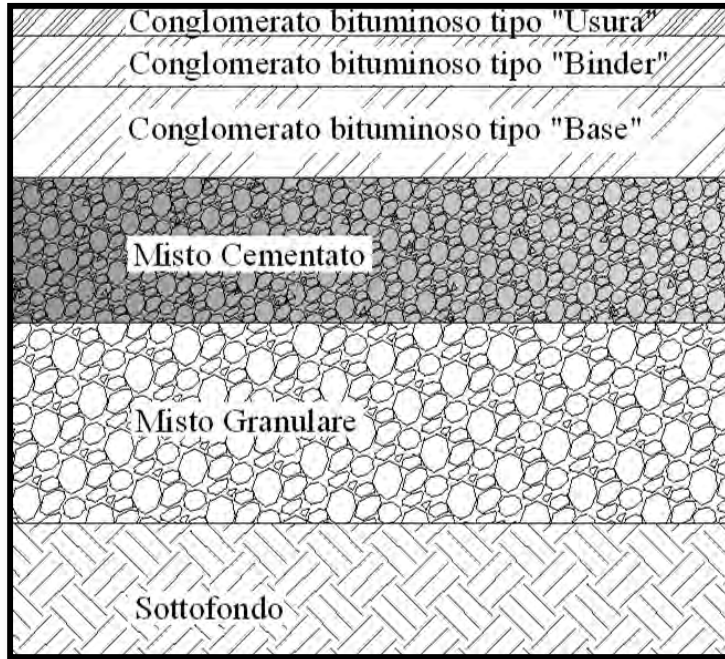 Conglomerato bituminoso tipo "Usura"
Conglomerato bituminoso tipo "Binder"
Conglomerato bituminoso tipo "Base"
Misto Cementato
Misto Granulare
Sottofondo